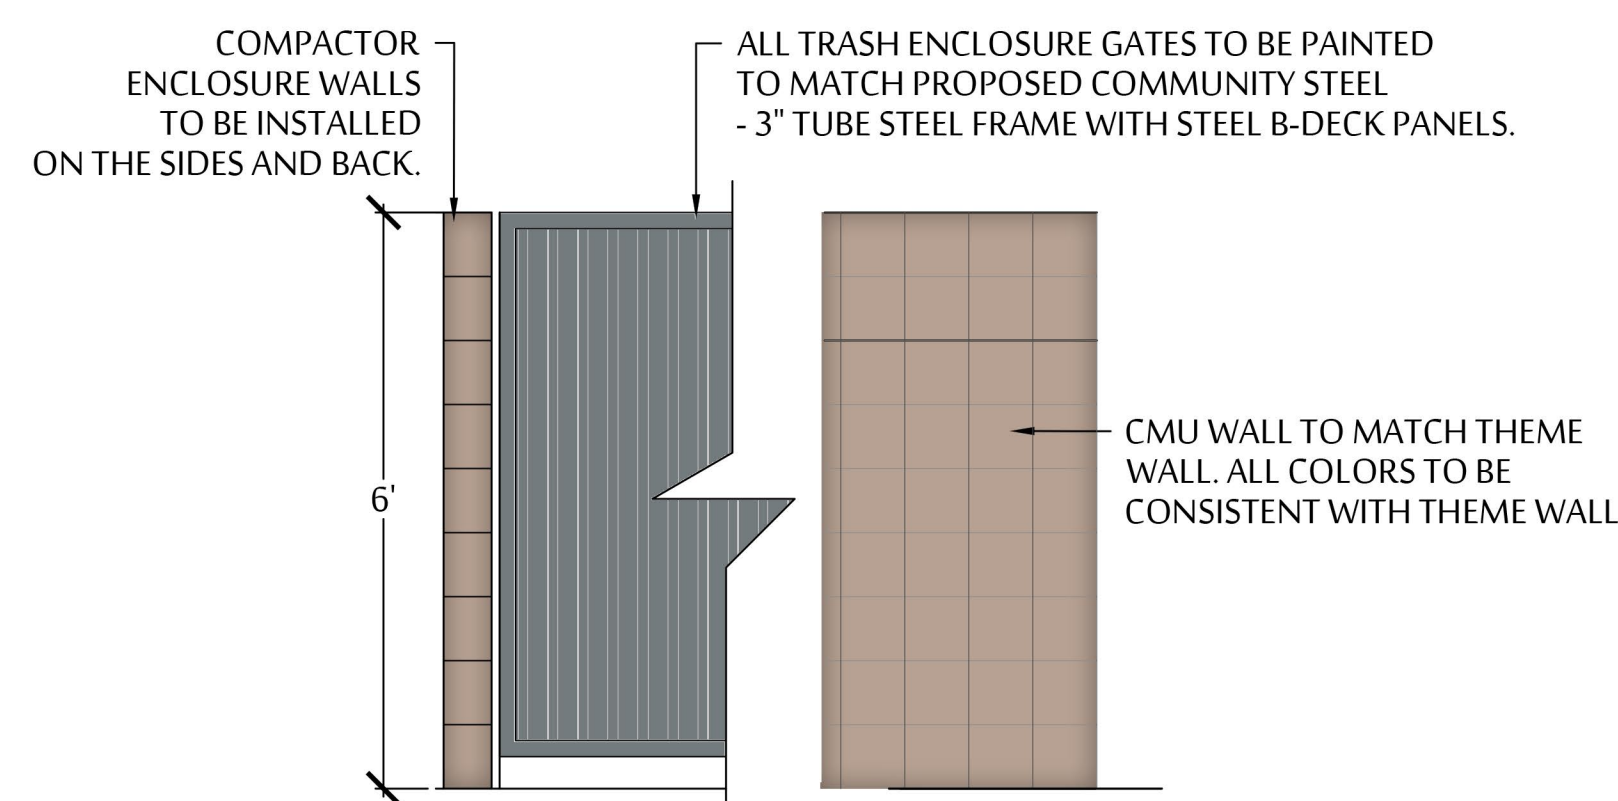 COMPACTOR
ENCLOSURE WALLS
TO BE INSTALLED
ON THE SIDES AND BACK.
ALL TRASH ENCLOSURE GATES TO BE PAINTED
TO MATCH PROPOSED COMMUNITY STEEL
- 3" TUBE STEEL FRAME WITH STEEL B-DECK PANELS.
6'
CMU WALL TO MATCH THEME
WALL. ALL COLORS TO BE
CONSISTENT WITH THEME WALL